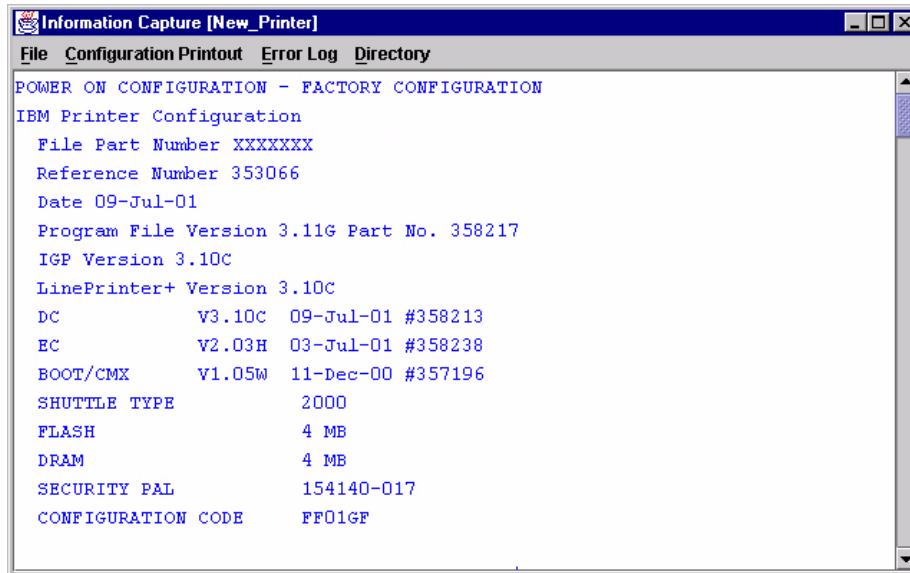 Information Capture [New_Printer]
File Configuration Printout Error Log Directory
POWER ON CONFIGURATION - FACTORY CONFIGURATION
IBM Printer Configuration
File Part Number XXXXXXX
Reference Number 353066
Date 09-Jul-01
Program File Version 3.11G Part No. 358217
IGP Version 3.10C
LinePrinter+ Version 3.10C
DC V3.10C 09-Jul-01 #358213
EC V2.03H 03-Jul-01 #358238
BOOT/CMX V1.05W 11-Dec-00 #357196
SHUTTLE TYPE 2000
FLASH 4 MB
DRAM 4 MB
SECURITY PAL 154140-017
CONFIGURATION CODE FF01GF